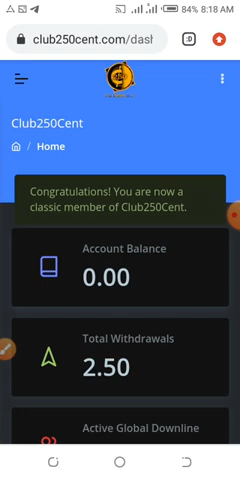 84% 8:18 AM
club250cent.com/dash
:D
Club250Cent
Home
Congratulations! You are now a
classic member of Club250Cent.
Account Balance
0.00
Total Withdrawals
2.50
Active Global Downline